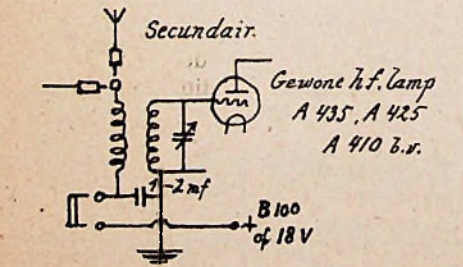 Secundair.
Gewone h.f. lamp
A 435, A 425
A 410 b.v.
1-2 mf
+ B 100
of 18 V